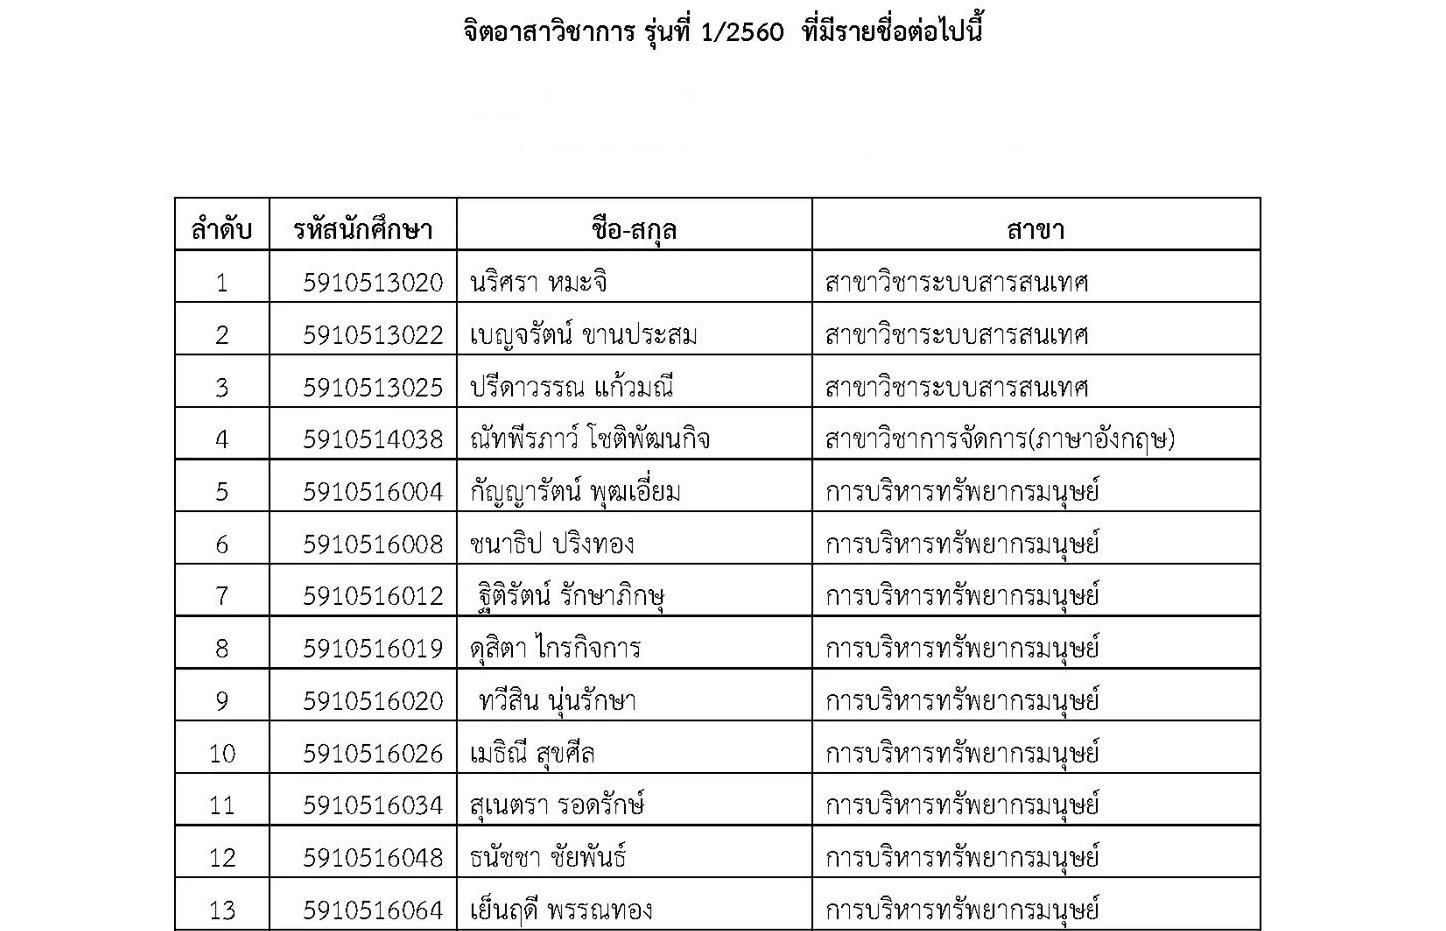 จิตอาสาวิชาการ รุ่นที่ 1/2560 ที่มีรายชื่อต่อไปนี้
ลำดับ รหัสนักศึกษา ชื่อ-สกุล สาขา
1 5910513020 นริศรา หมะจิ สาขาวิชาระบบสารสนเทศ
2 5910513022 เบญจรัตน์ ขานประสม สาขาวิชาระบบสารสนเทศ
3 5910513025 ปรีดาวรรณ แก้วมณี สาขาวิชาระบบสารสนเทศ
4 5910514038 ณัทพีรภาว์ โชติพัฒนกิจ สาขาวิชาการจัดการ(ภาษาอังกฤษ)
5 5910516004 กัญญารัตน์ พุฒเอี่ยม การบริหารทรัพยากรมนุษย์
6 5910516008 ชนาธิป ปริงทอง การบริหารทรัพยากรมนุษย์
7 5910516012 ฐิติรัตน์ รักษาภิกษุ การบริหารทรัพยากรมนุษย์
8 5910516019 ดุสิตา ไกรกิจการ การบริหารทรัพยากรมนุษย์
9 5910516020 ทวีสิน นุ่นรักษา การบริหารทรัพยากรมนุษย์
10 5910516026 เมธิณี สุขศีล การบริหารทรัพยากรมนุษย์
11 5910516034 สุเนตรา รอดรักษ์ การบริหารทรัพยากรมนุษย์
12 5910516048 ธนัชชา ชัยพันธ์ การบริหารทรัพยากรมนุษย์
13 5910516064 เย็นฤดี พรรณทอง การบริหารทรัพยากรมนุษย์